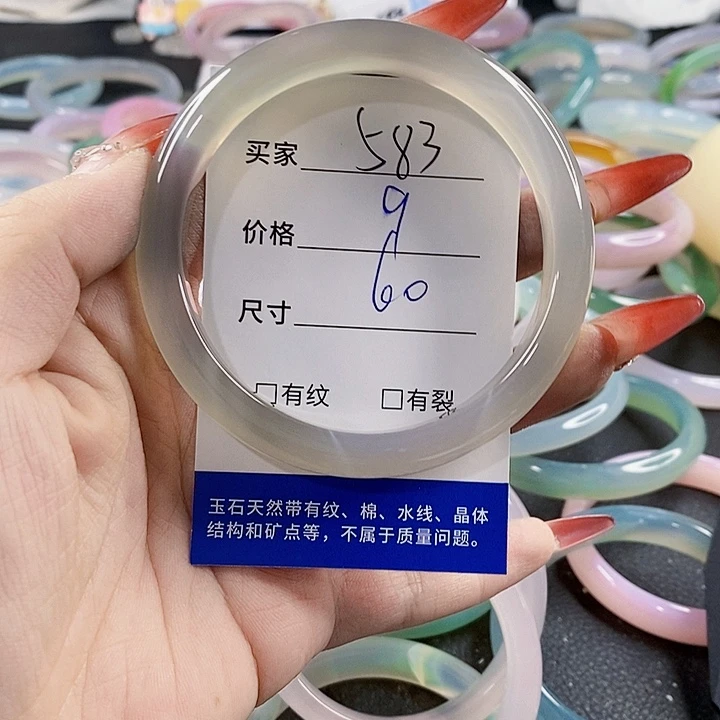 买家 583
价格 9
尺寸 60
□有纹 □有裂
玉石天然带有纹、棉、水线、晶体
结构和矿点等，不属于质量问题。